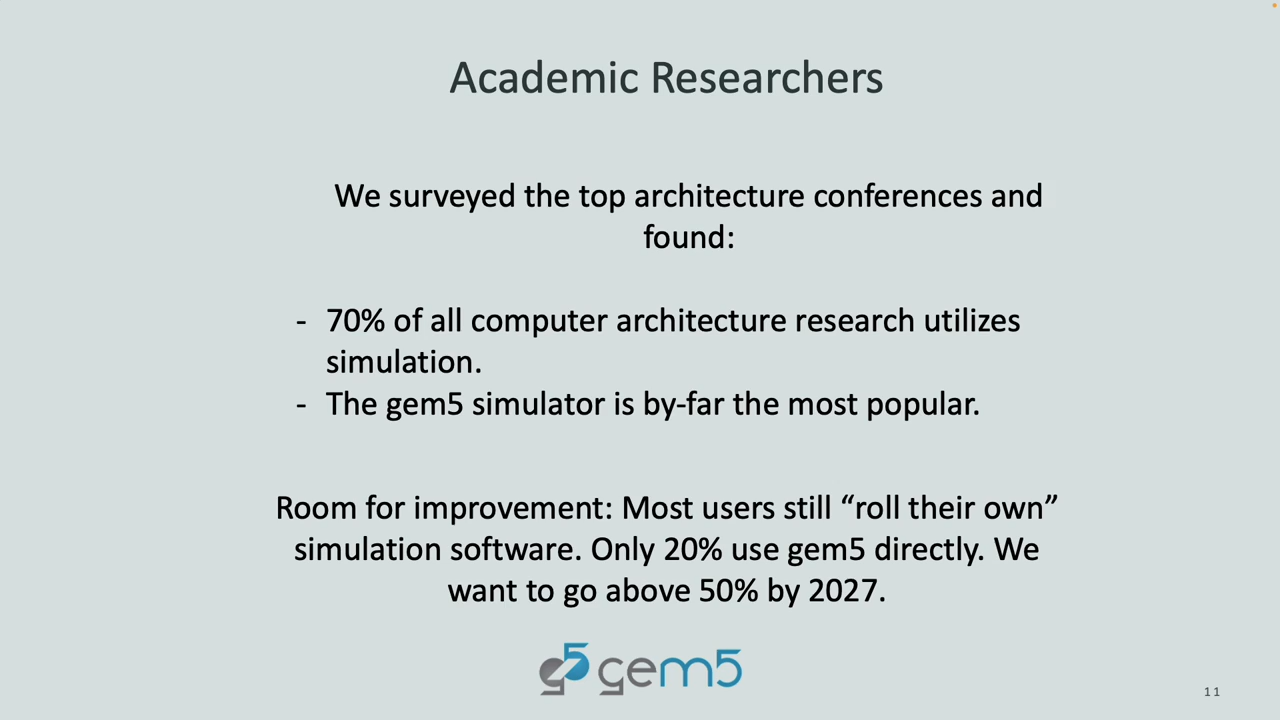 Academic Researchers
We surveyed the top architecture conferences and
found:
- 70% of all computer architecture research utilizes
simulation.
- The gem5 simulator is by-far the most popular.
Room for improvement: Most users still “roll their own”
simulation software. Only 20% use gem5 directly. We
want to go above 50% by 2027.
g5 gem5
11